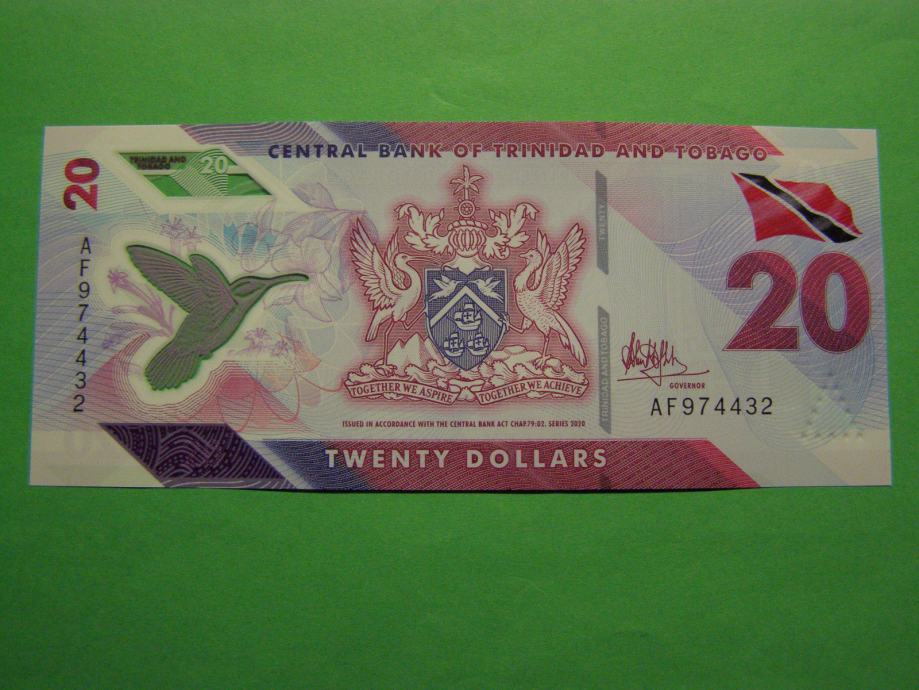 CENTRAL BANK OF TRINIDAD AND TOBAGO
20
TRINIDAD AND
TOBAGO
20
AF974432
TWENTY
TRINIDAD AND TOBAGO
20
TOGETHER WE ASPIRE TOGETHER WE ACHIEVE
GOVERNOR
AF974432
ISSUED IN ACCORDANCE WITH THE CENTRAL BANK ACT CHAP.79:02. SERIES 2020
TWENTY DOLLARS